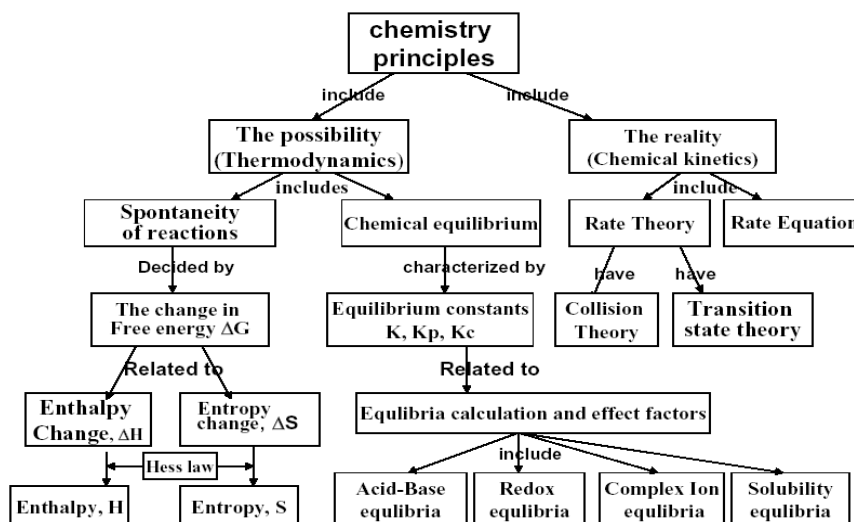 chemistry
principles
include
include
The possibility
(Thermodynamics)
The reality
(Chemical kinetics)
includes
include
Spontaneity
of reactions
Chemical equilibrium
Rate Theory
Rate Equation
Decided by
characterized by
have
have
The change in
Free energy ΔG
Equilibrium constants
K, Kp, Kc
Collision
Theory
Transition
state theory
Related to
Related to
Enthalpy
Change, ΔH
Entropy
change, ΔS
Equlibria calculation and effect factors
Hess law
include
Enthalpy, H
Entropy, S
Acid-Base
equlibria
Redox
equlibria
Complex Ion
equlibria
Solubility
equlibria